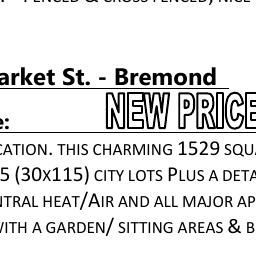 FENCED & CROSS FENCED, NICE
arket St. - Bremond
NEW PRICE
e:
CATION. THIS CHARMING 1529 SQU
5 (30x115) CITY LOTS PLUS A DETA
NTRAL HEAT/AIR AND ALL MAJOR AP
WITH A GARDEN/ SITTING AREAS & B